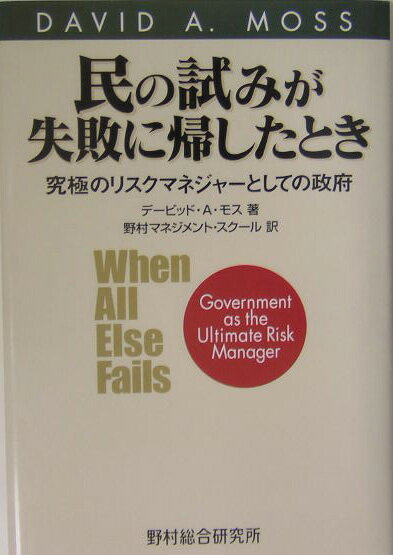 DAVID A. MOSS
民の試みが
失敗に帰したとき
究極のリスクマネジャーとしての政府
デービッド・A・モス 著
野村マネジメント・スクール 訳
When
All
Else
Fails
Government
as the
Ultimate Risk
Manager
野村総合研究所